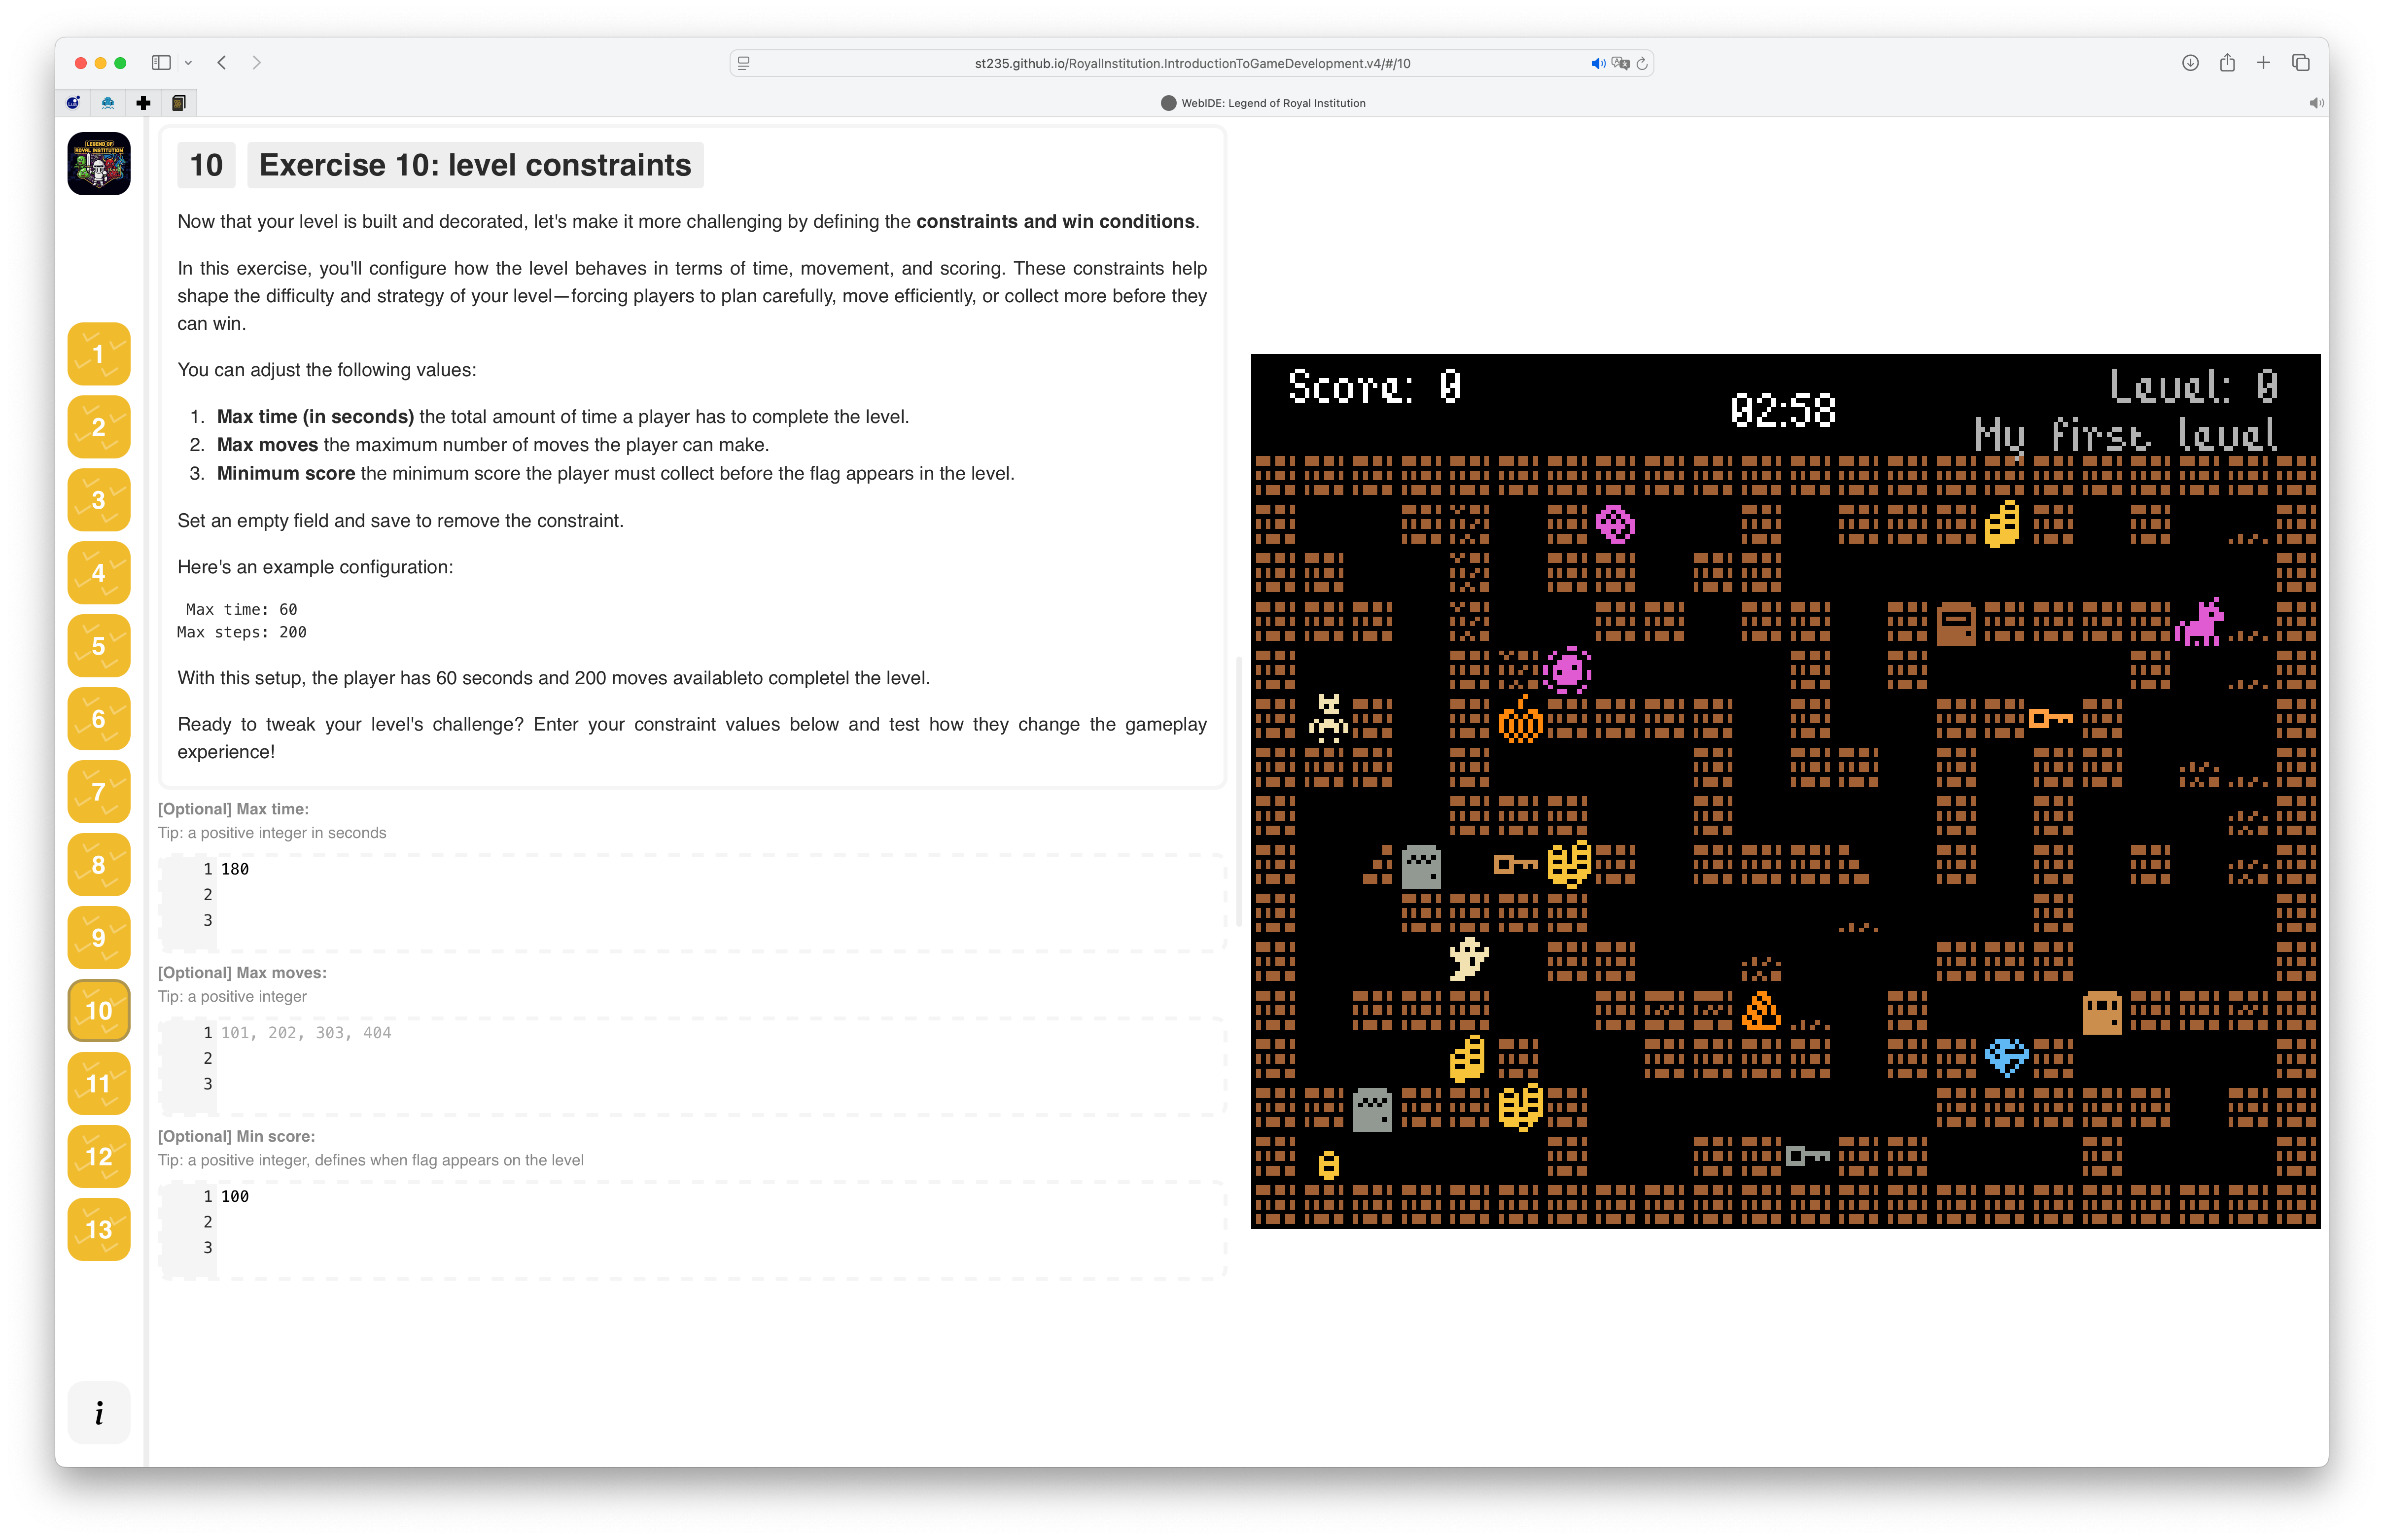 st235.github.io/RoyalInstitution.IntroductionToGameDevelopment.v4/#/10
WebIDE: Legend of Royal Institution
LEGEND OF
ROYAL INSTITUTION
1
2
3
4
5
6
7
8
9
10
11
12
13
i
10 Exercise 10: level constraints
Now that your level is built and decorated, let's make it more challenging by defining the constraints and win conditions.
In this exercise, you'll configure how the level behaves in terms of time, movement, and scoring. These constraints help
shape the difficulty and strategy of your level—forcing players to plan carefully, move efficiently, or collect more before they
can win.
You can adjust the following values:
1. Max time (in seconds) the total amount of time a player has to complete the level.
2. Max moves the maximum number of moves the player can make.
3. Minimum score the minimum score the player must collect before the flag appears in the level.
Set an empty field and save to remove the constraint.
Here's an example configuration:
Max time: 60
Max steps: 200
With this setup, the player has 60 seconds and 200 moves availableto completel the level.
Ready to tweak your level's challenge? Enter your constraint values below and test how they change the gameplay
experience!
[Optional] Max time:
Tip: a positive integer in seconds
1 180
2
3
[Optional] Max moves:
Tip: a positive integer
1 101, 202, 303, 404
2
3
[Optional] Min score:
Tip: a positive integer, defines when flag appears on the level
1 100
2
3
Score: 0
02:58
Level: 0
My first level